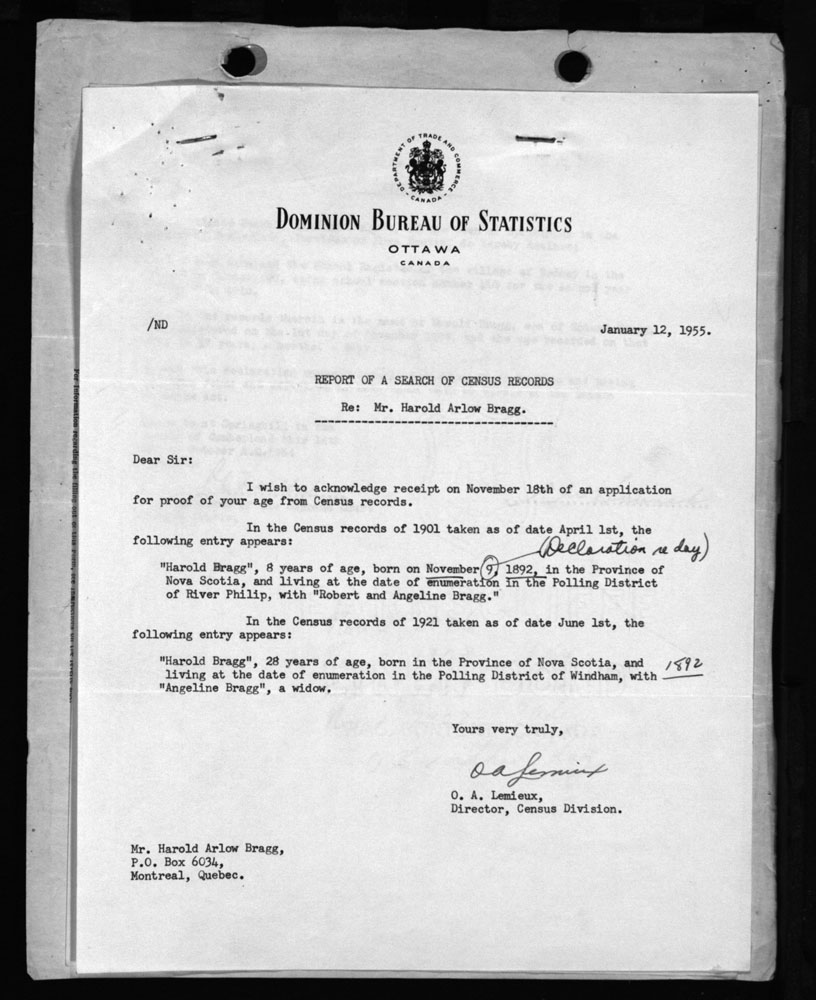 DEPARTMENT OF TRADE AND COMMERCE
CANADA
DOMINION BUREAU OF STATISTICS
OTTAWA
CANADA
/ND
January 12, 1955.
REPORT OF A SEARCH OF CENSUS RECORDS
Re: Mr. Harold Arlow Bragg.
Dear Sir:
I wish to acknowledge receipt on November 18th of an application
for proof of your age from Census records.
In the Census records of 1901 taken as of date April 1st, the
following entry appears:
(Declaration re day)
"Harold Bragg", 8 years of age, born on November 9, 1892, in the Province of
Nova Scotia, and living at the date of enumeration in the Polling District
of River Philip, with "Robert and Angeline Bragg."
In the Census records of 1921 taken as of date June 1st, the
following entry appears:
"Harold Bragg", 28 years of age, born in the Province of Nova Scotia, and 1892
living at the date of enumeration in the Polling District of Windham, with
"Angeline Bragg", a widow.
Yours very truly,
O A Lemieux
O. A. Lemieux,
Director, Census Division.
Mr. Harold Arlow Bragg,
P.O. Box 6034,
Montreal, Quebec.